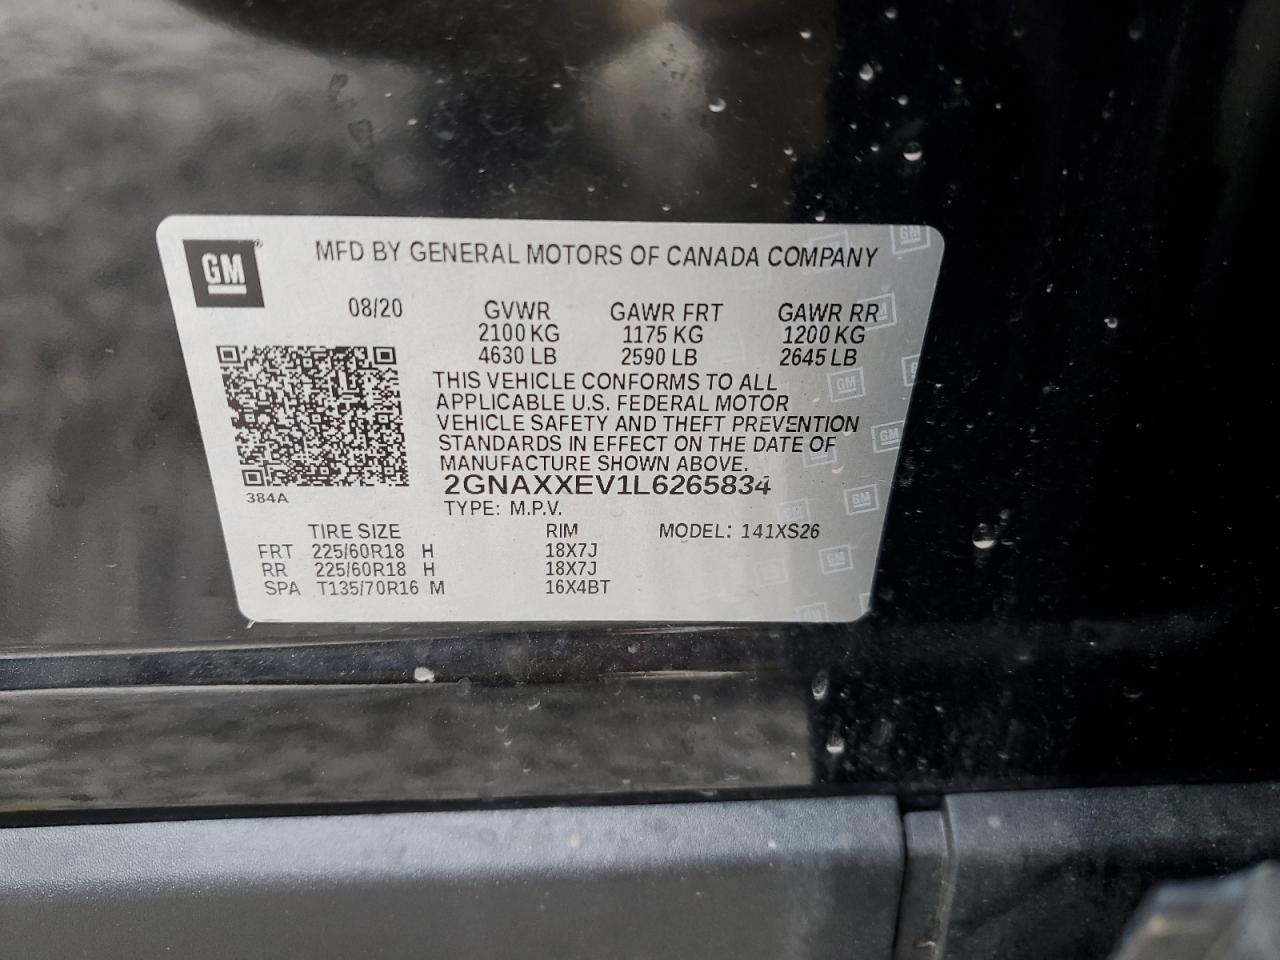 GM
MFD BY GENERAL MOTORS OF CANADA COMPANY
08/20 GVWR GAWR FRT GAWR RR
2100 KG 1175 KG 1200 KG
4630 LB 2590 LB 2645 LB
THIS VEHICLE CONFORMS TO ALL
APPLICABLE U.S. FEDERAL MOTOR
VEHICLE SAFETY AND THEFT PREVENTION
STANDARDS IN EFFECT ON THE DATE OF
MANUFACTURE SHOWN ABOVE.
2GNAXXEV1L6265834
384A
TYPE: M.P.V.
TIRE SIZE RIM MODEL: 141XS26
FRT 225/60R18 H 18X7J
RR 225/60R18 H 18X7J
SPA T135/70R16 M 16X4BT